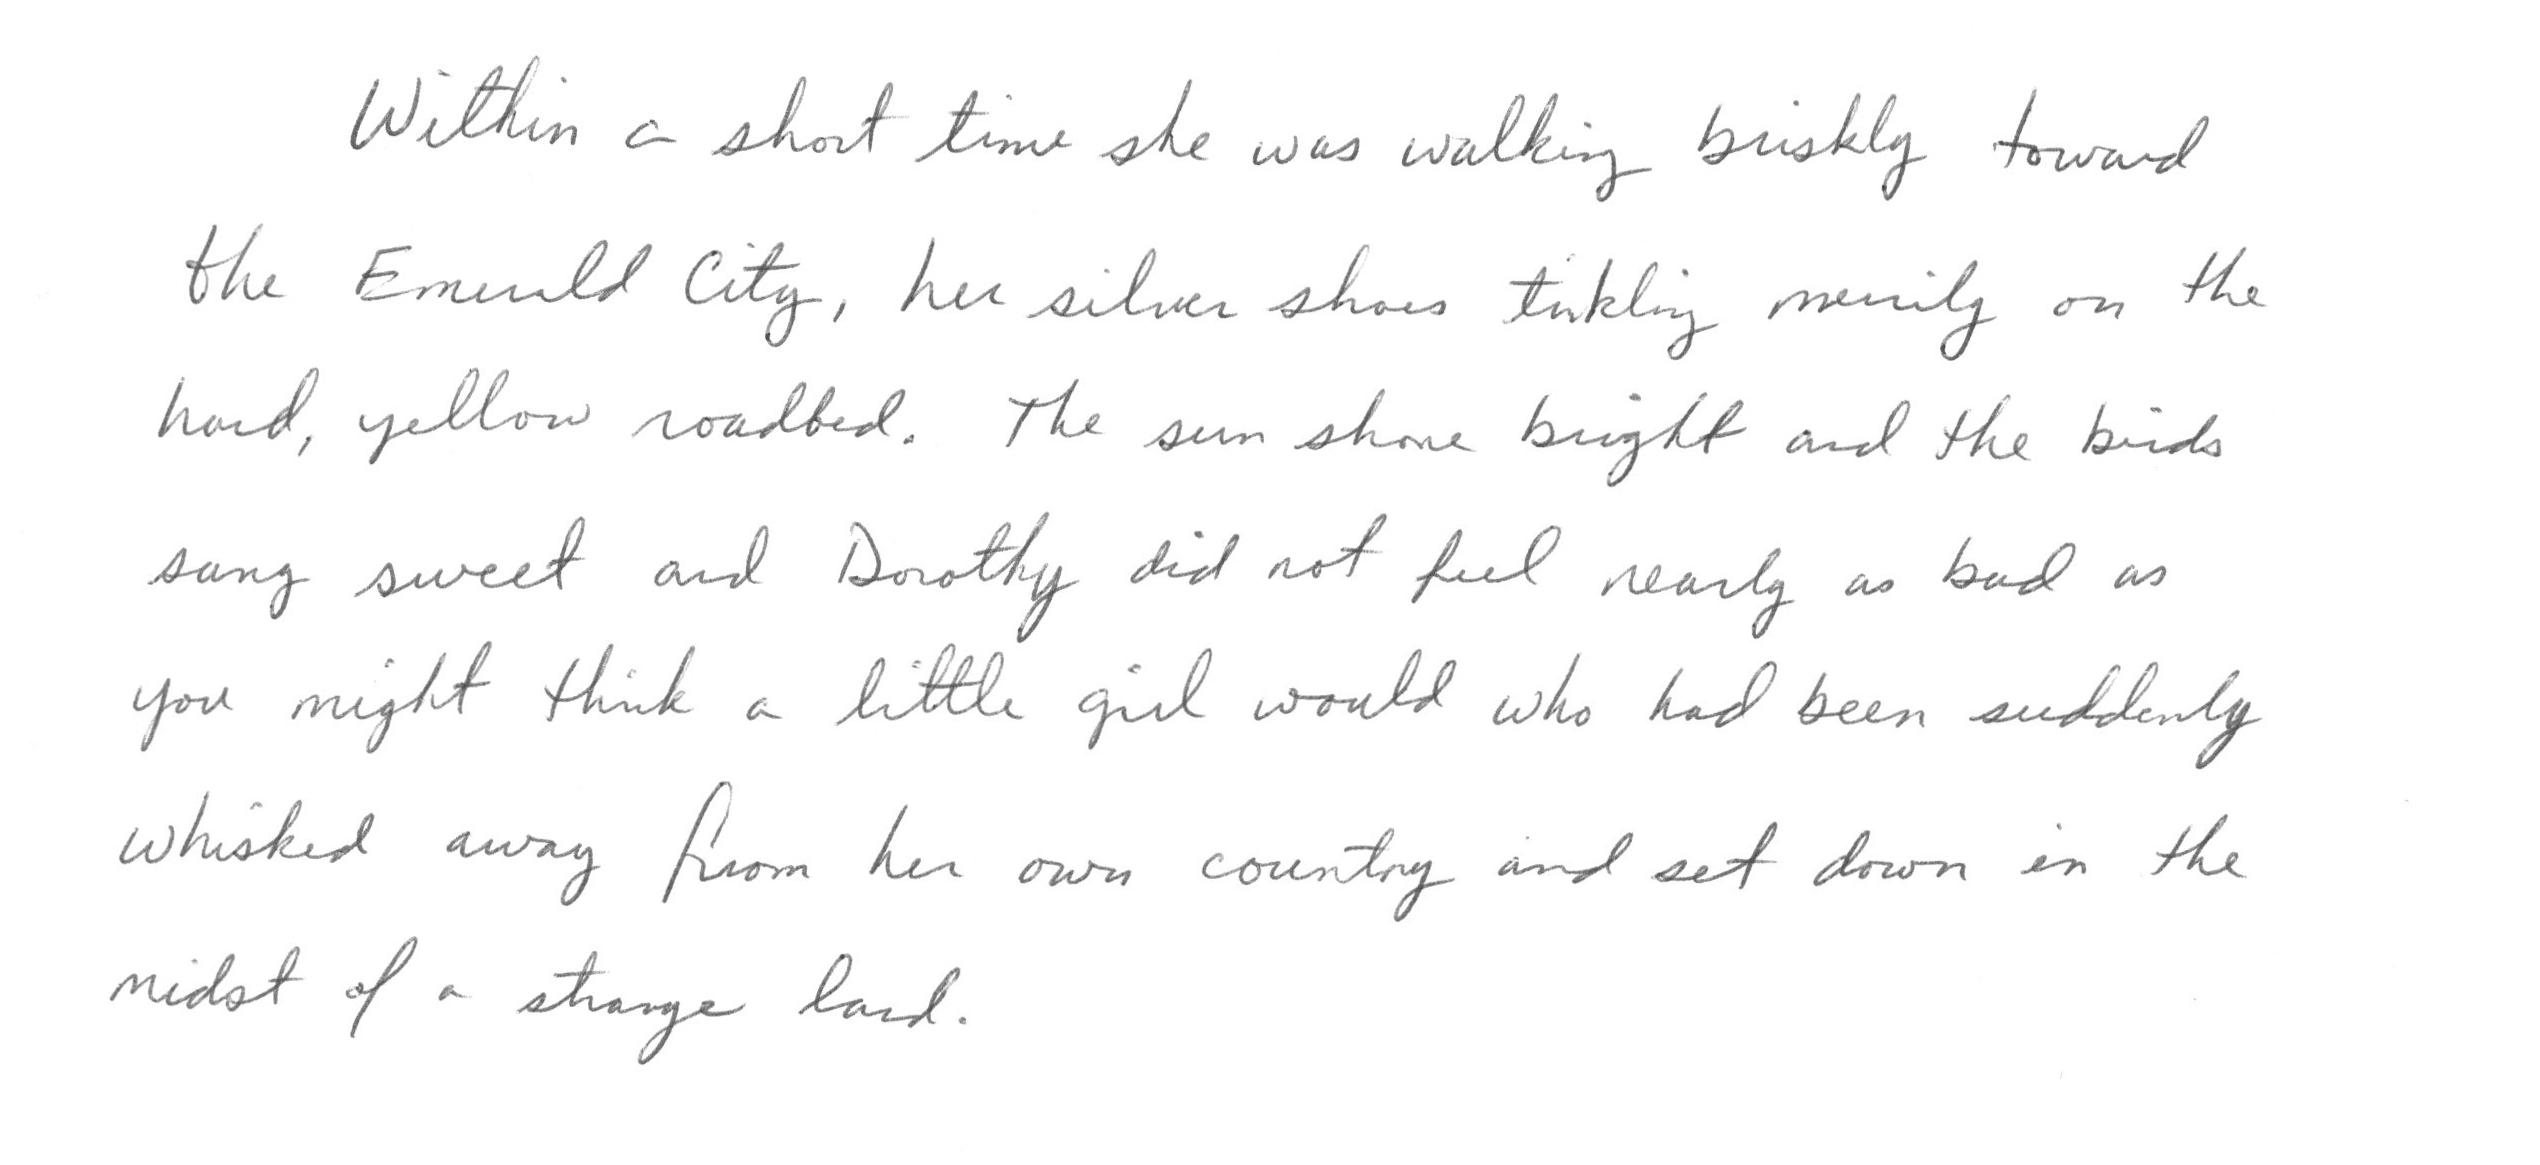 Within a short time she was walking briskly toward
the Emerald City, her silver shoes tinkling merrily on the
hard, yellow roadbed. The sun shone bright and the birds
sang sweet and Dorothy did not feel nearly as bad as
you might think a little girl would who had been suddenly
whisked away from her own country and set down in the
midst of a strange land.